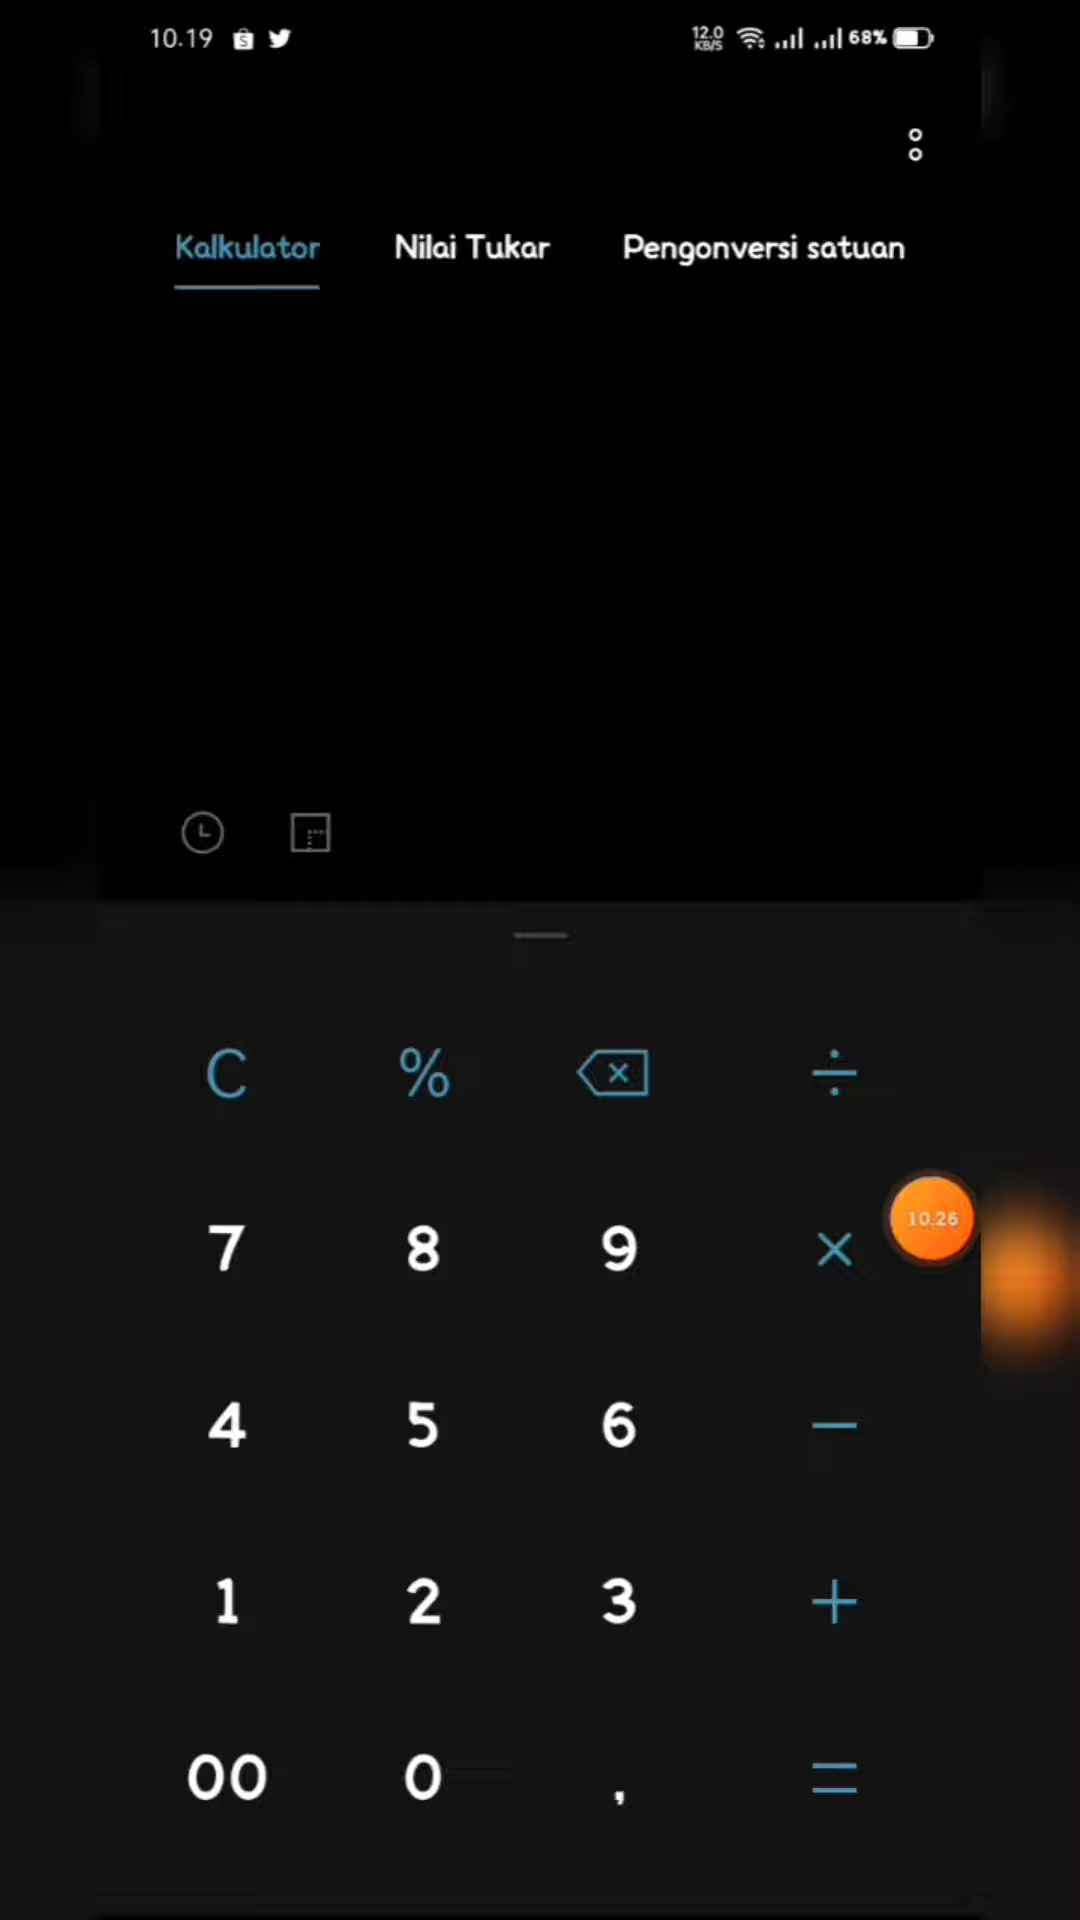 10.19 12.0 KB/S 68%
Kalkulator Nilai Tukar Pengonversi satuan
C % ÷
7 8 9 × 10.26
4 5 6 −
1 2 3 +
00 0 , =